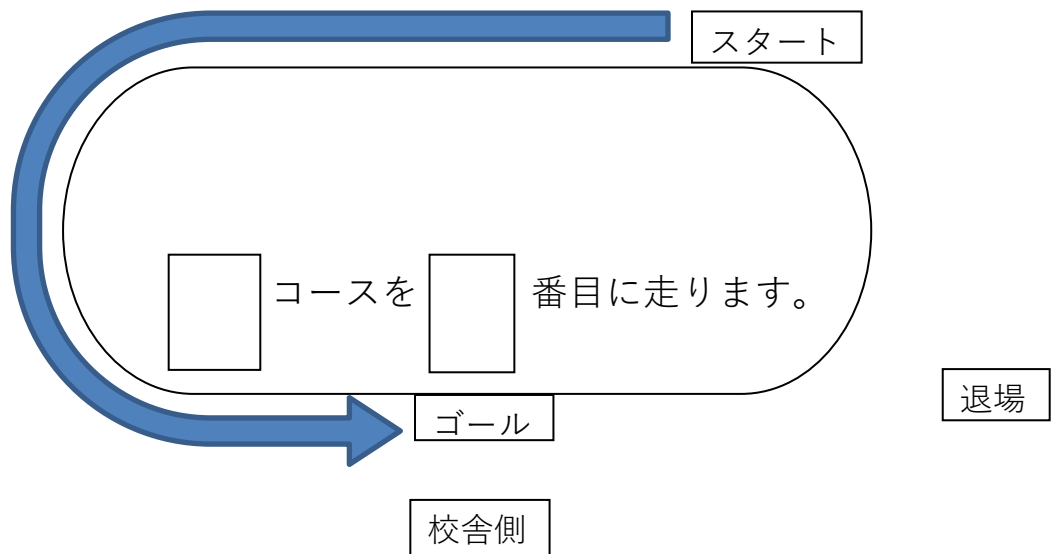 スタート
コースを 番目に走ります。
退場
ゴール
校舎側